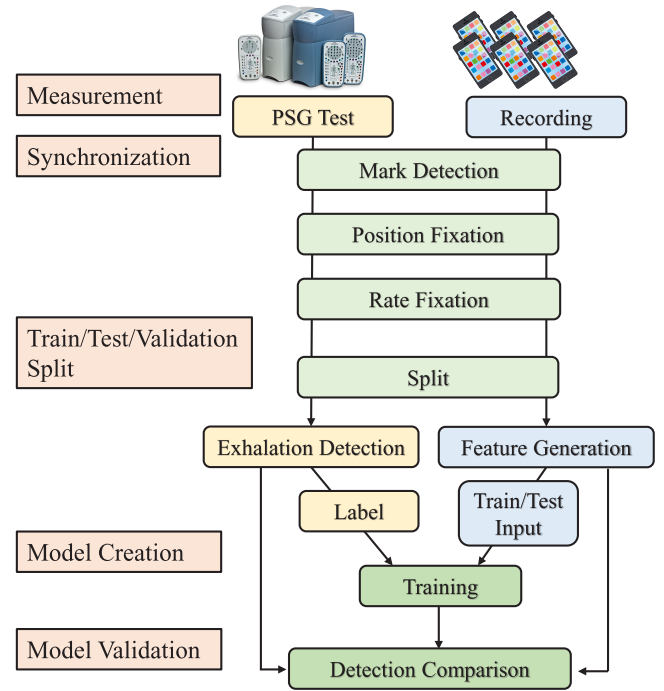 Measurement
PSG Test
Recording
Synchronization
Mark Detection
Position Fixation
Rate Fixation
Train/Test/Validation
Split
Split
Exhalation Detection
Feature Generation
Label
Train/Test
Input
Model Creation
Training
Model Validation
Detection Comparison